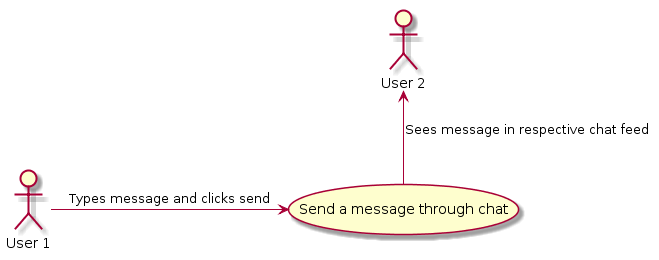 User 2
Sees message in respective chat feed
Types message and clicks send
Send a message through chat
User 1